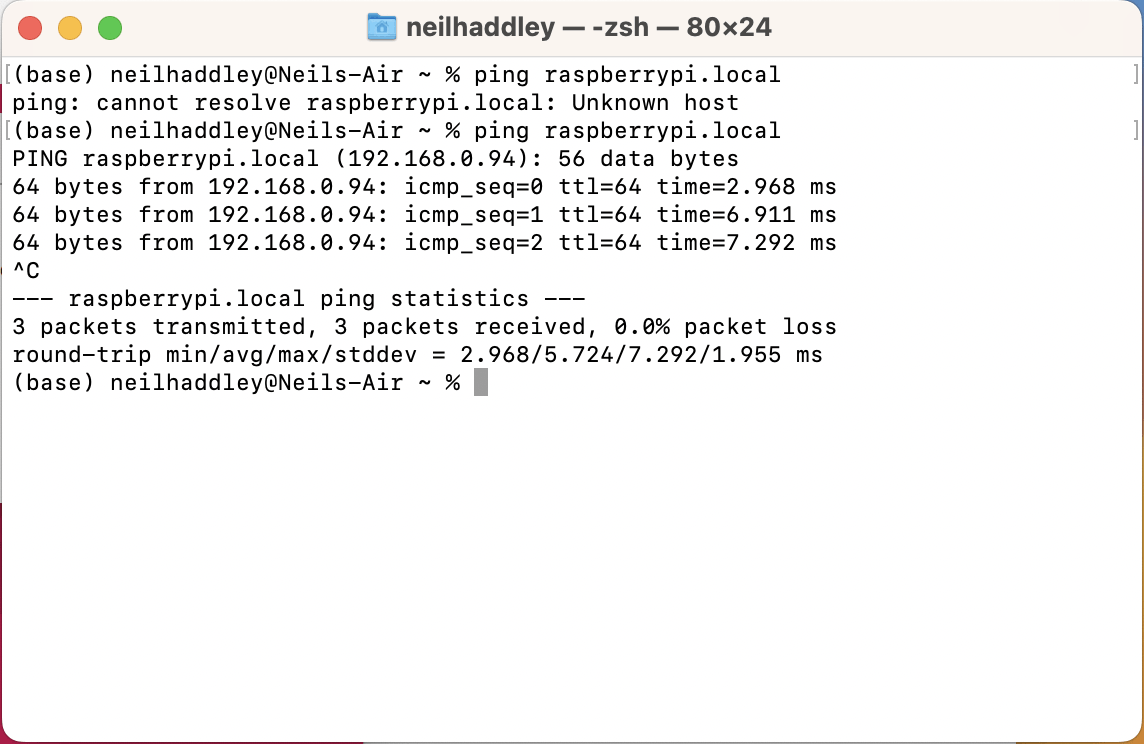 neilhaddley — -zsh — 80×24
[(base) neilhaddley@Neils-Air ~ % ping raspberrypi.local ]
ping: cannot resolve raspberrypi.local: Unknown host
[(base) neilhaddley@Neils-Air ~ % ping raspberrypi.local ]
PING raspberrypi.local (192.168.0.94): 56 data bytes
64 bytes from 192.168.0.94: icmp_seq=0 ttl=64 time=2.968 ms
64 bytes from 192.168.0.94: icmp_seq=1 ttl=64 time=6.911 ms
64 bytes from 192.168.0.94: icmp_seq=2 ttl=64 time=7.292 ms
^C
--- raspberrypi.local ping statistics ---
3 packets transmitted, 3 packets received, 0.0% packet loss
round-trip min/avg/max/stddev = 2.968/5.724/7.292/1.955 ms
(base) neilhaddley@Neils-Air ~ %